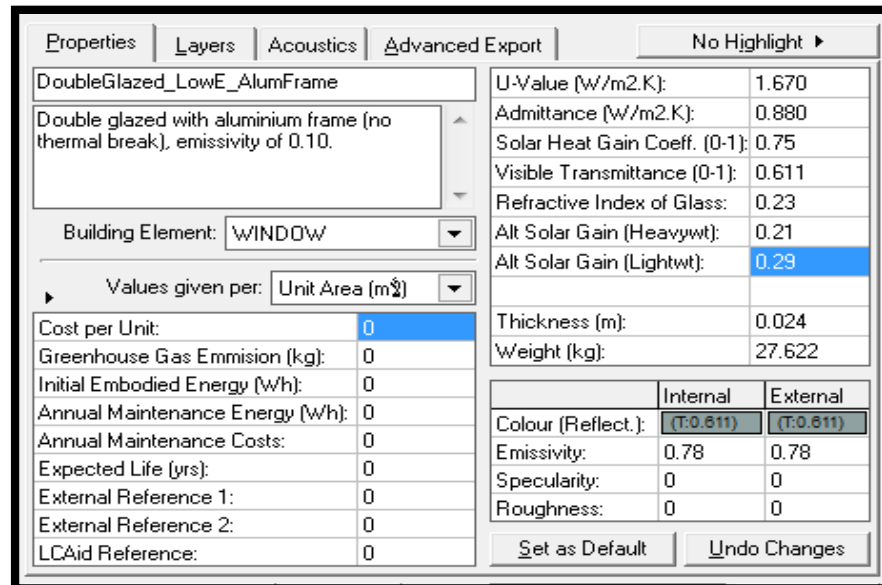 Properties Layers Acoustics Advanced Export No Highlight
DoubleGlazed_LowE_AlumFrame
Double glazed with aluminium frame (no
thermal break), emissivity of 0.10.
Building Element: WINDOW
Values given per: Unit Area (m²)
Cost per Unit: 0
Greenhouse Gas Emmision (kg): 0
Initial Embodied Energy (Wh): 0
Annual Maintenance Energy (Wh): 0
Annual Maintenance Costs: 0
Expected Life (yrs): 0
External Reference 1: 0
External Reference 2: 0
LCAid Reference: 0
U-Value (W/m2.K): 1.670
Admittance (W/m2.K): 0.880
Solar Heat Gain Coeff. (0-1): 0.75
Visible Transmittance (0-1): 0.611
Refractive Index of Glass: 0.23
Alt Solar Gain (Heavywt): 0.21
Alt Solar Gain (Lightwt): 0.29
Thickness (m): 0.024
Weight (kg): 27.622
Internal External
Colour (Reflect.): (T:0.611) (T:0.611)
Emissivity: 0.78 0.78
Specularity: 0 0
Roughness: 0 0
Set as Default Undo Changes